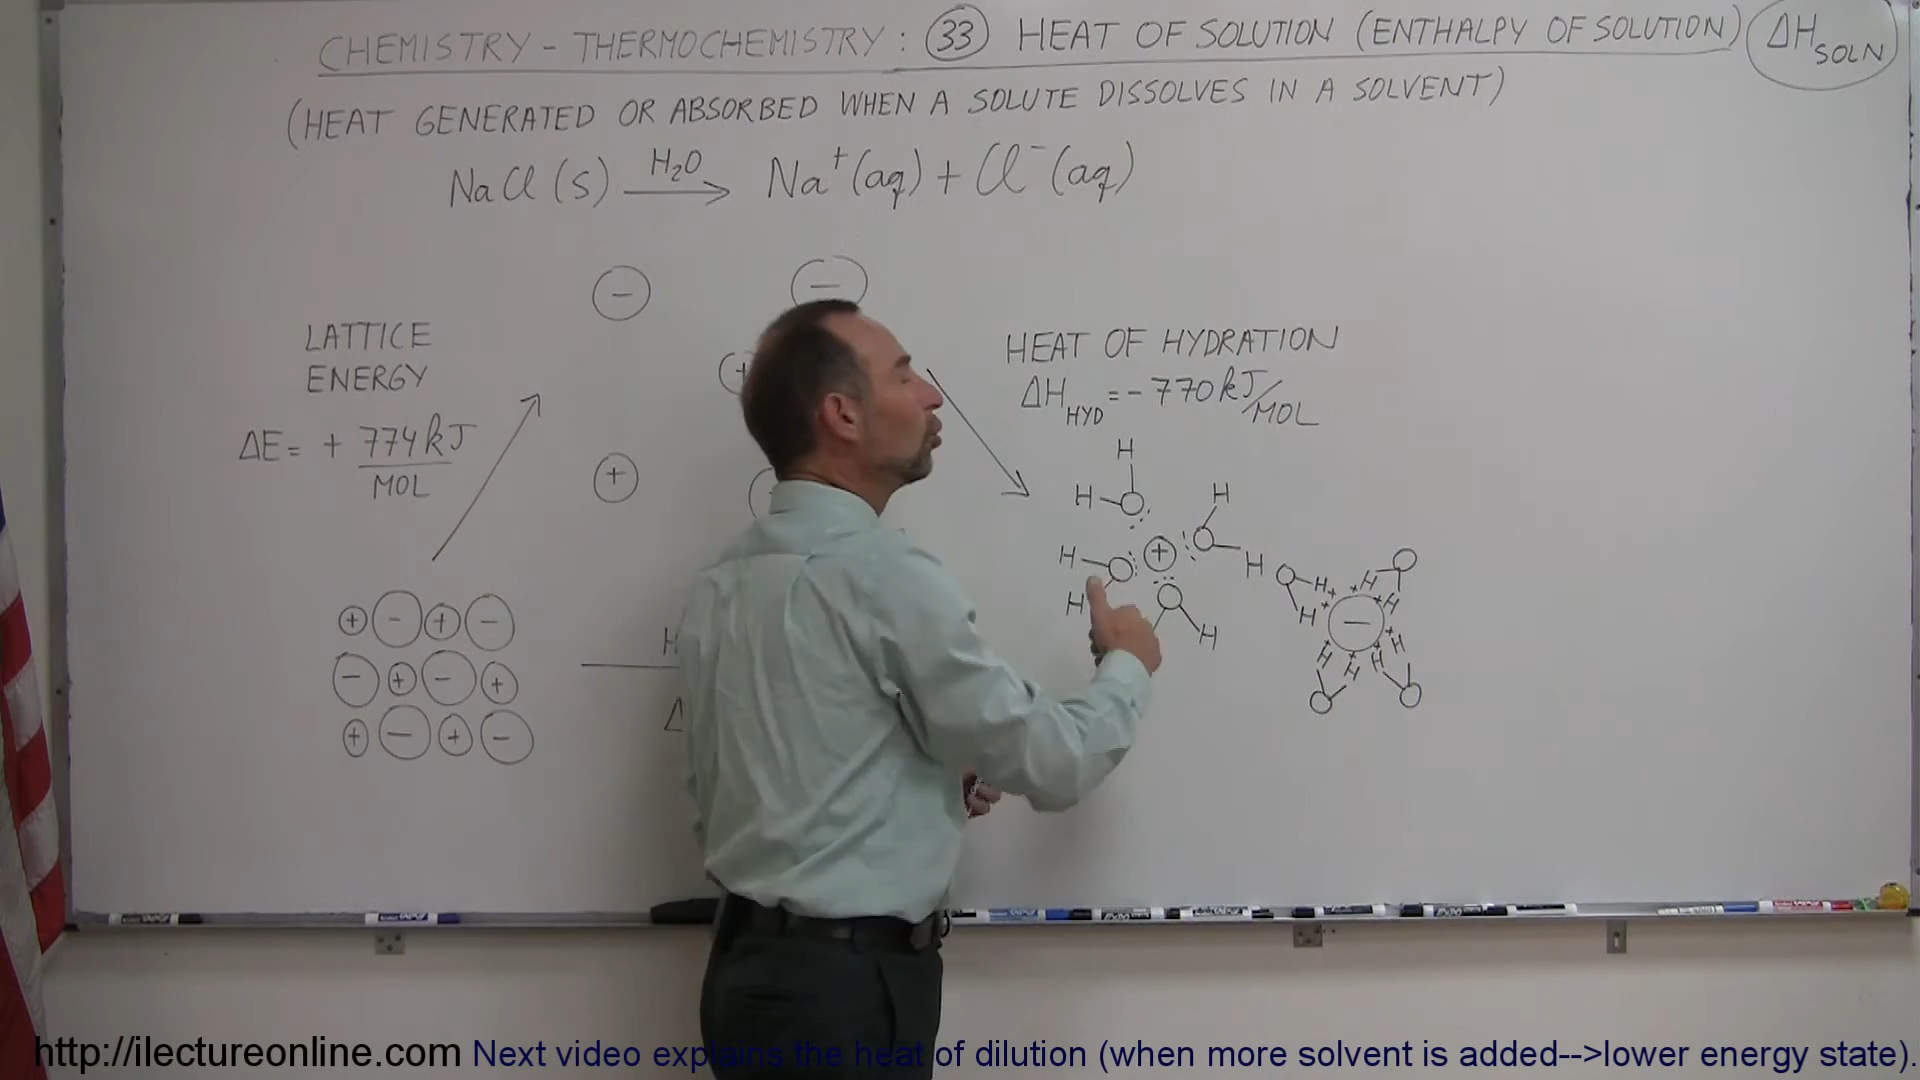 CHEMISTRY - THERMOCHEMISTRY : 33 HEAT OF SOLUTION (ENTHALPY OF SOLUTION) ΔH SOLN
(HEAT GENERATED OR ABSORBED WHEN A SOLUTE DISSOLVES IN A SOLVENT)
NaCl (s) H₂O → Na⁺(aq) + Cl⁻(aq)
− −
LATTICE
ENERGY
ΔE = + 774 kJ
MOL
+
+
HEAT OF HYDRATION
ΔH HYD = - 770 kJ/MOL
H
H O
H
O
H
+
H O
H
O
H
O H
H
O
H
H
−
H H
H H
O
O
+ − + −
− + − +
+ − + −
H
Δ
http://ilectureonline.com Next video explains the heat of dilution (when more solvent is added-->lower energy state).